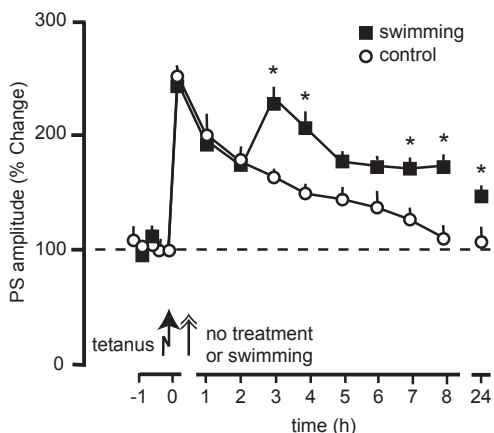 300
swimming
control
200
100
0
PS amplitude (% Change)
* * * * *
tetanus
no treatment
or swimming
-1 0 1 2 3 4 5 6 7 8 24
time (h)